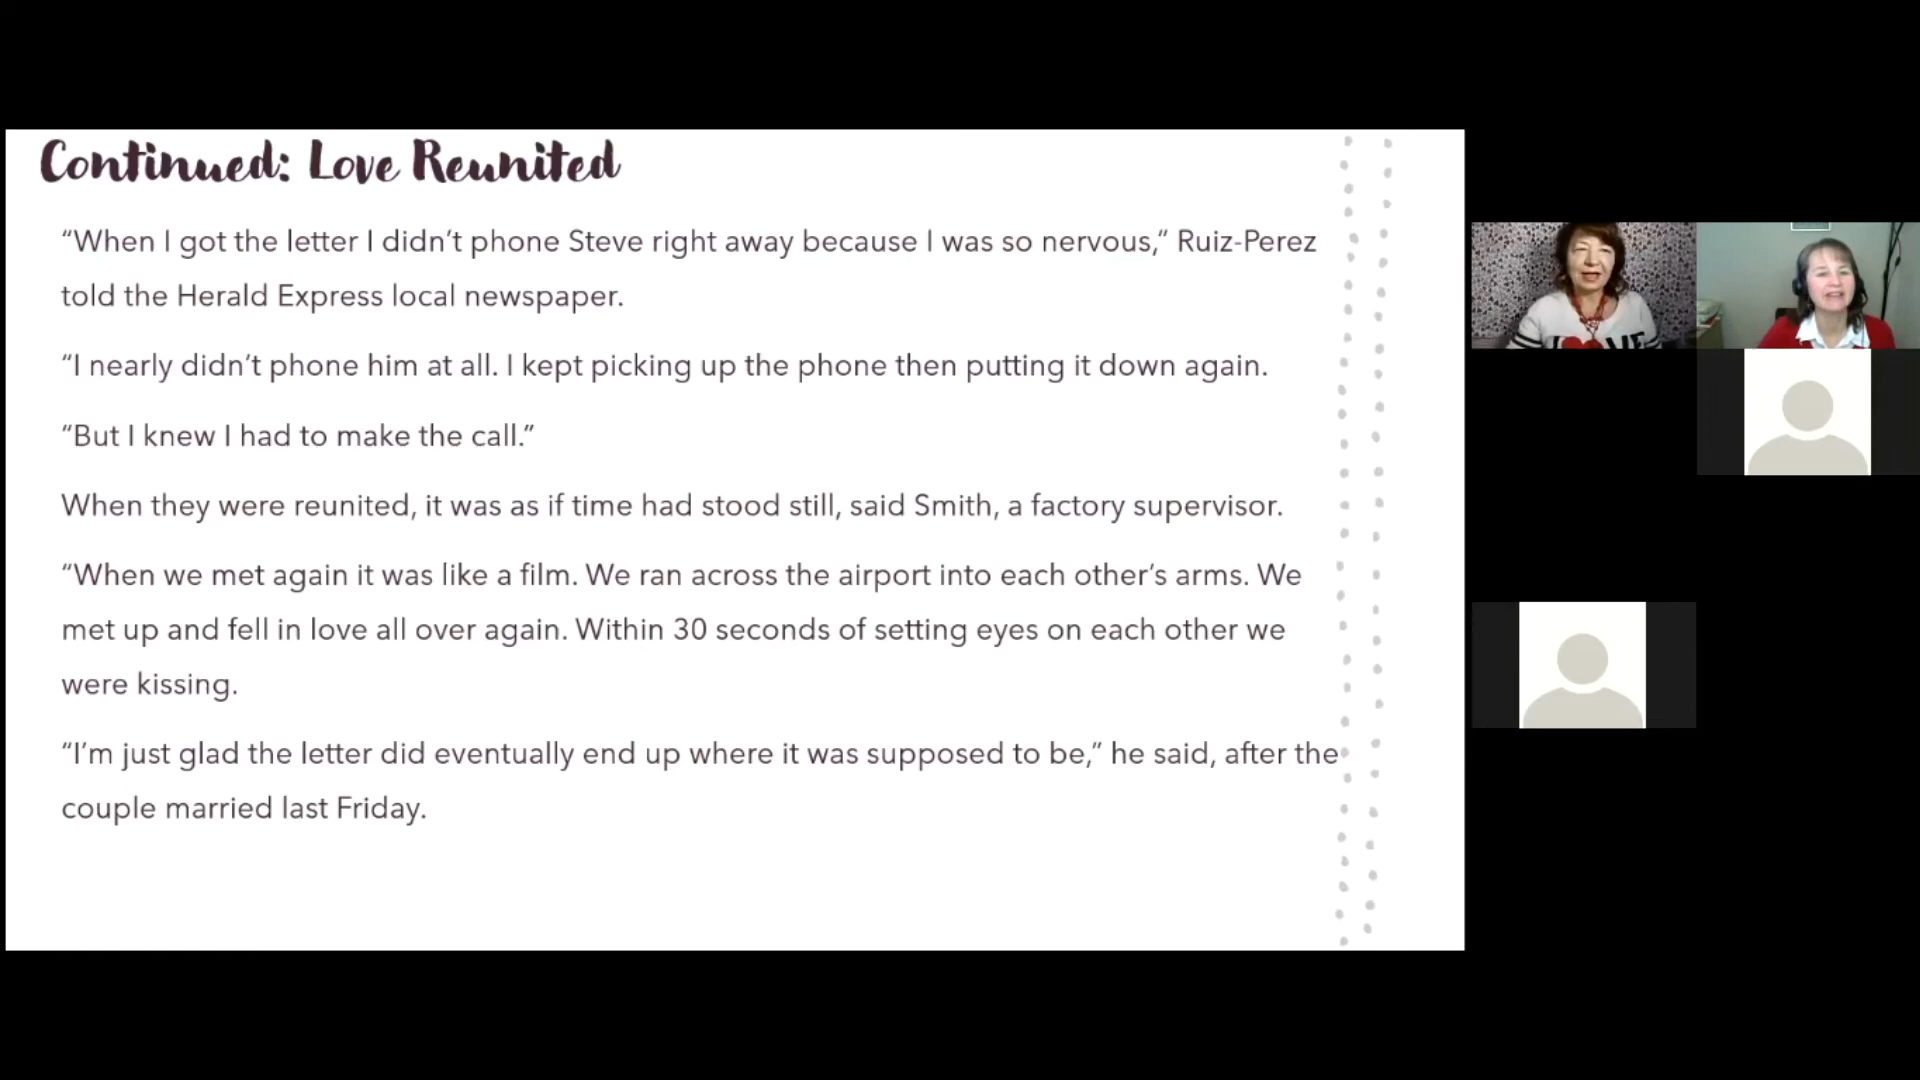 Continued: Love Reunited
“When I got the letter I didn’t phone Steve right away because I was so nervous,” Ruiz-Perez
told the Herald Express local newspaper.
“I nearly didn’t phone him at all. I kept picking up the phone then putting it down again.
“But I knew I had to make the call.”
When they were reunited, it was as if time had stood still, said Smith, a factory supervisor.
“When we met again it was like a film. We ran across the airport into each other’s arms. We
met up and fell in love all over again. Within 30 seconds of setting eyes on each other we
were kissing.
“I’m just glad the letter did eventually end up where it was supposed to be,” he said, after the
couple married last Friday.